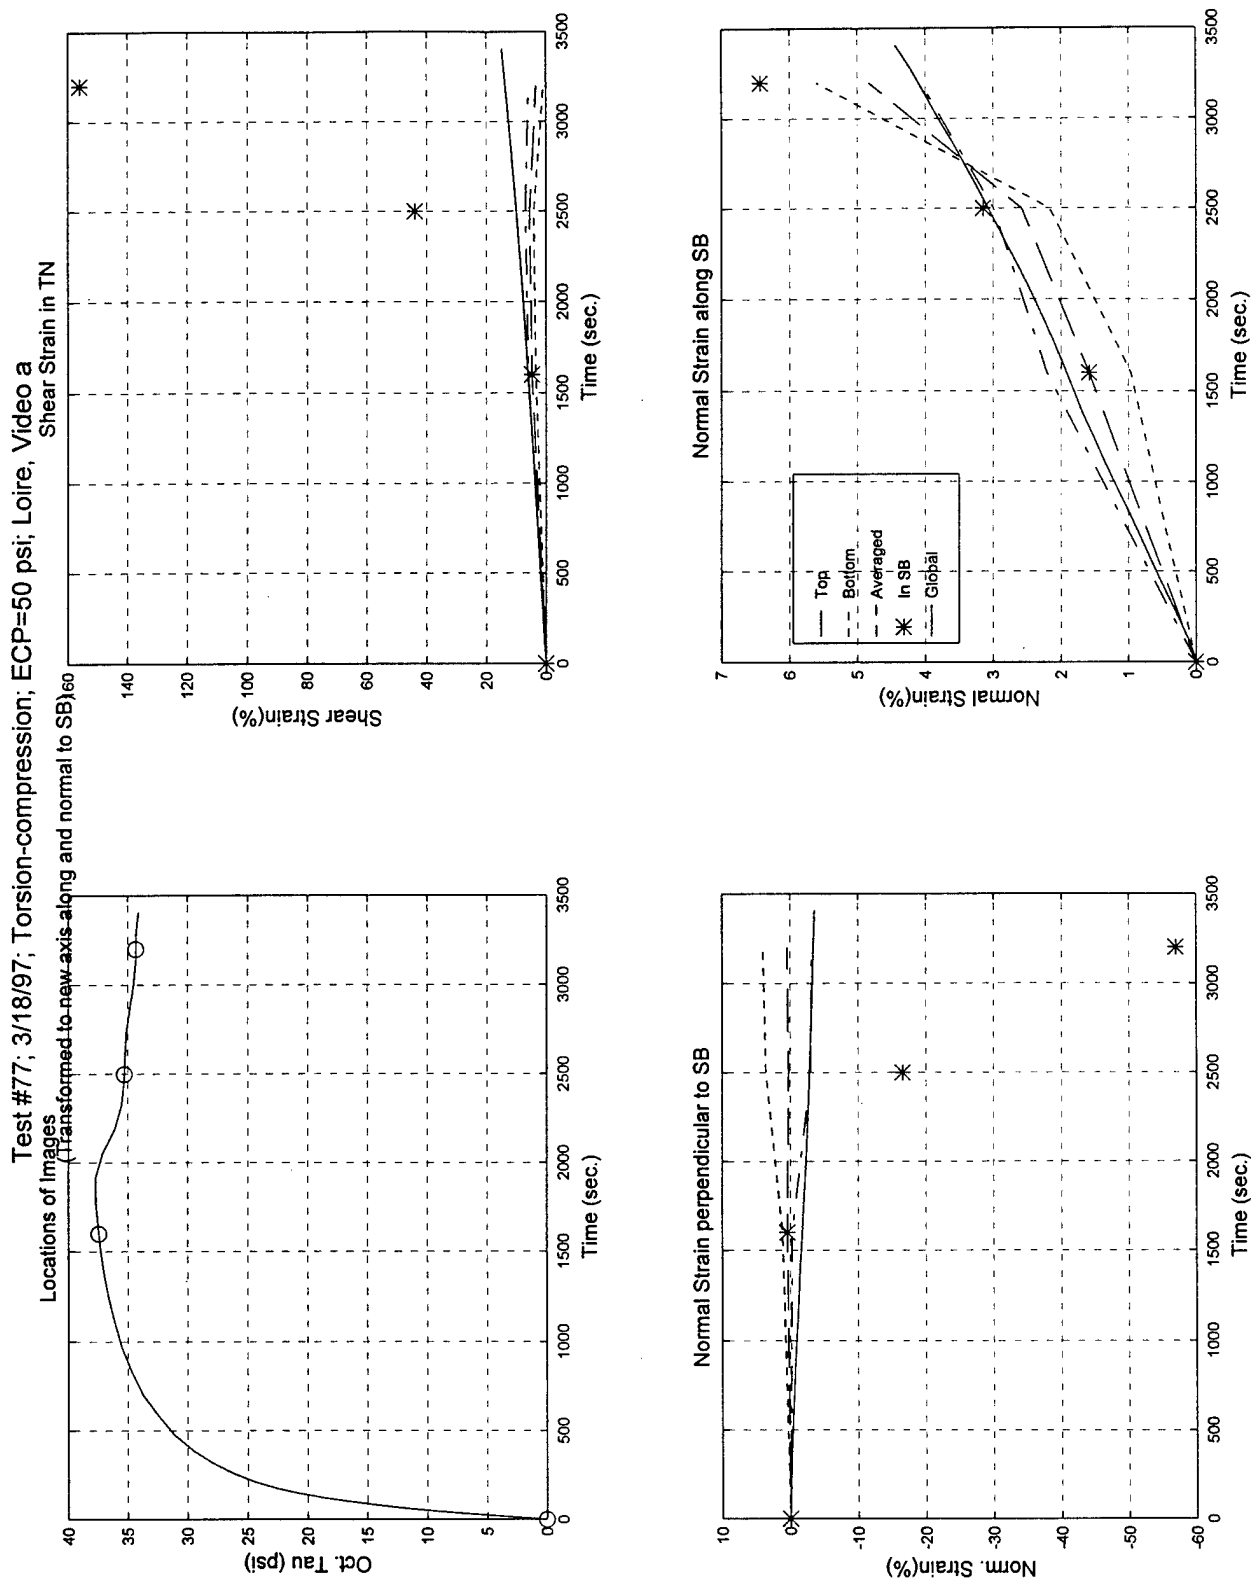 Test #77; 3/18/97; Torsion-compression; ECP=50 psi; Loire, Video a
Locations of Images
(Transformed to new axis along and normal to SB)
40
35
30
25
20
15
10
5
0
Oct. Tau (psi)
0 500 1000 1500 2000 2500 3000 3500
Time (sec.)
Shear Strain in TN
160
140
120
100
80
60
40
20
0
Shear Strain(%)
0 500 1000 1500 2000 2500 3000 3500
Time (sec.)
Normal Strain perpendicular to SB
10
0
-10
-20
-30
-40
-50
-60
Norm. Strain(%)
0 500 1000 1500 2000 2500 3000 3500
Time (sec.)
Normal Strain along SB
7
6
5
4
3
2
1
0
Normal Strain(%)
Top
Bottom
Averaged
In SB
Global
0 500 1000 1500 2000 2500 3000 3500
Time (sec.)